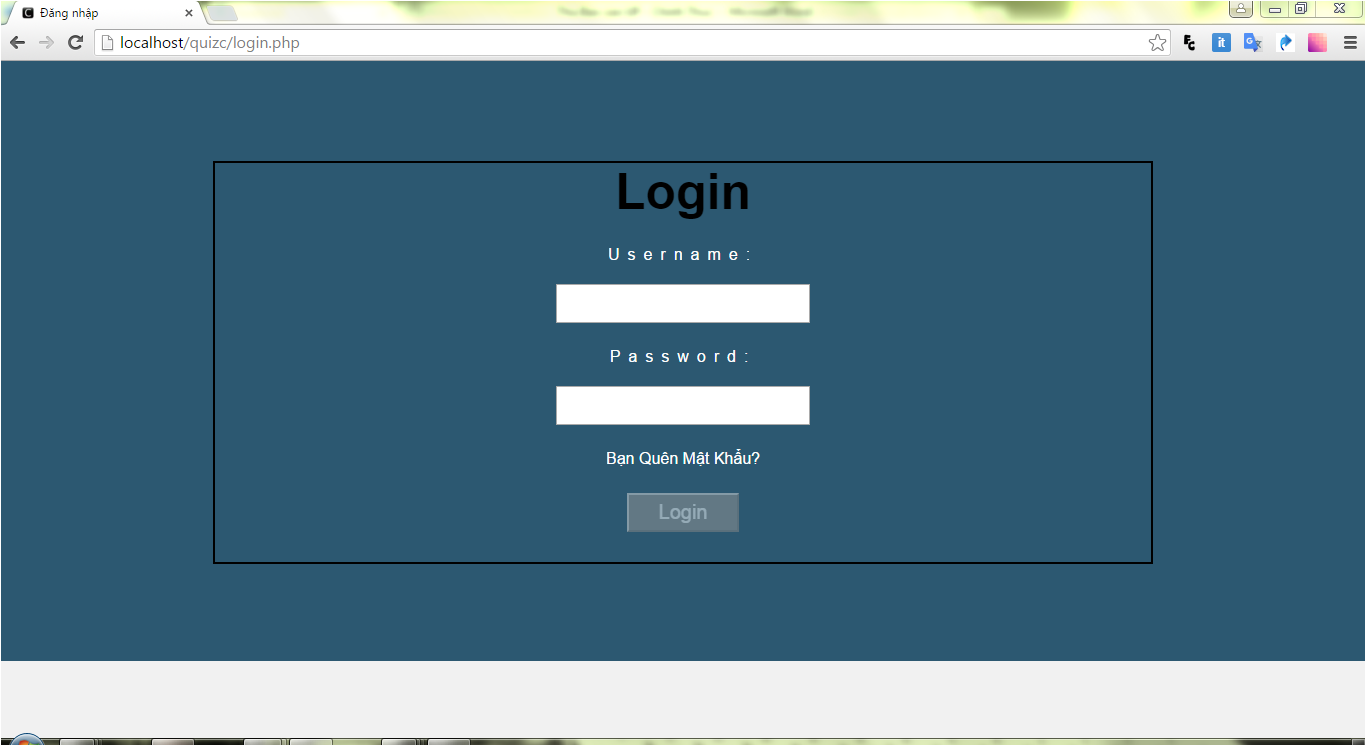 Đăng nhập
localhost/quizc/login.php
Login
Username:
Password:
Bạn Quên Mật Khẩu?
Login